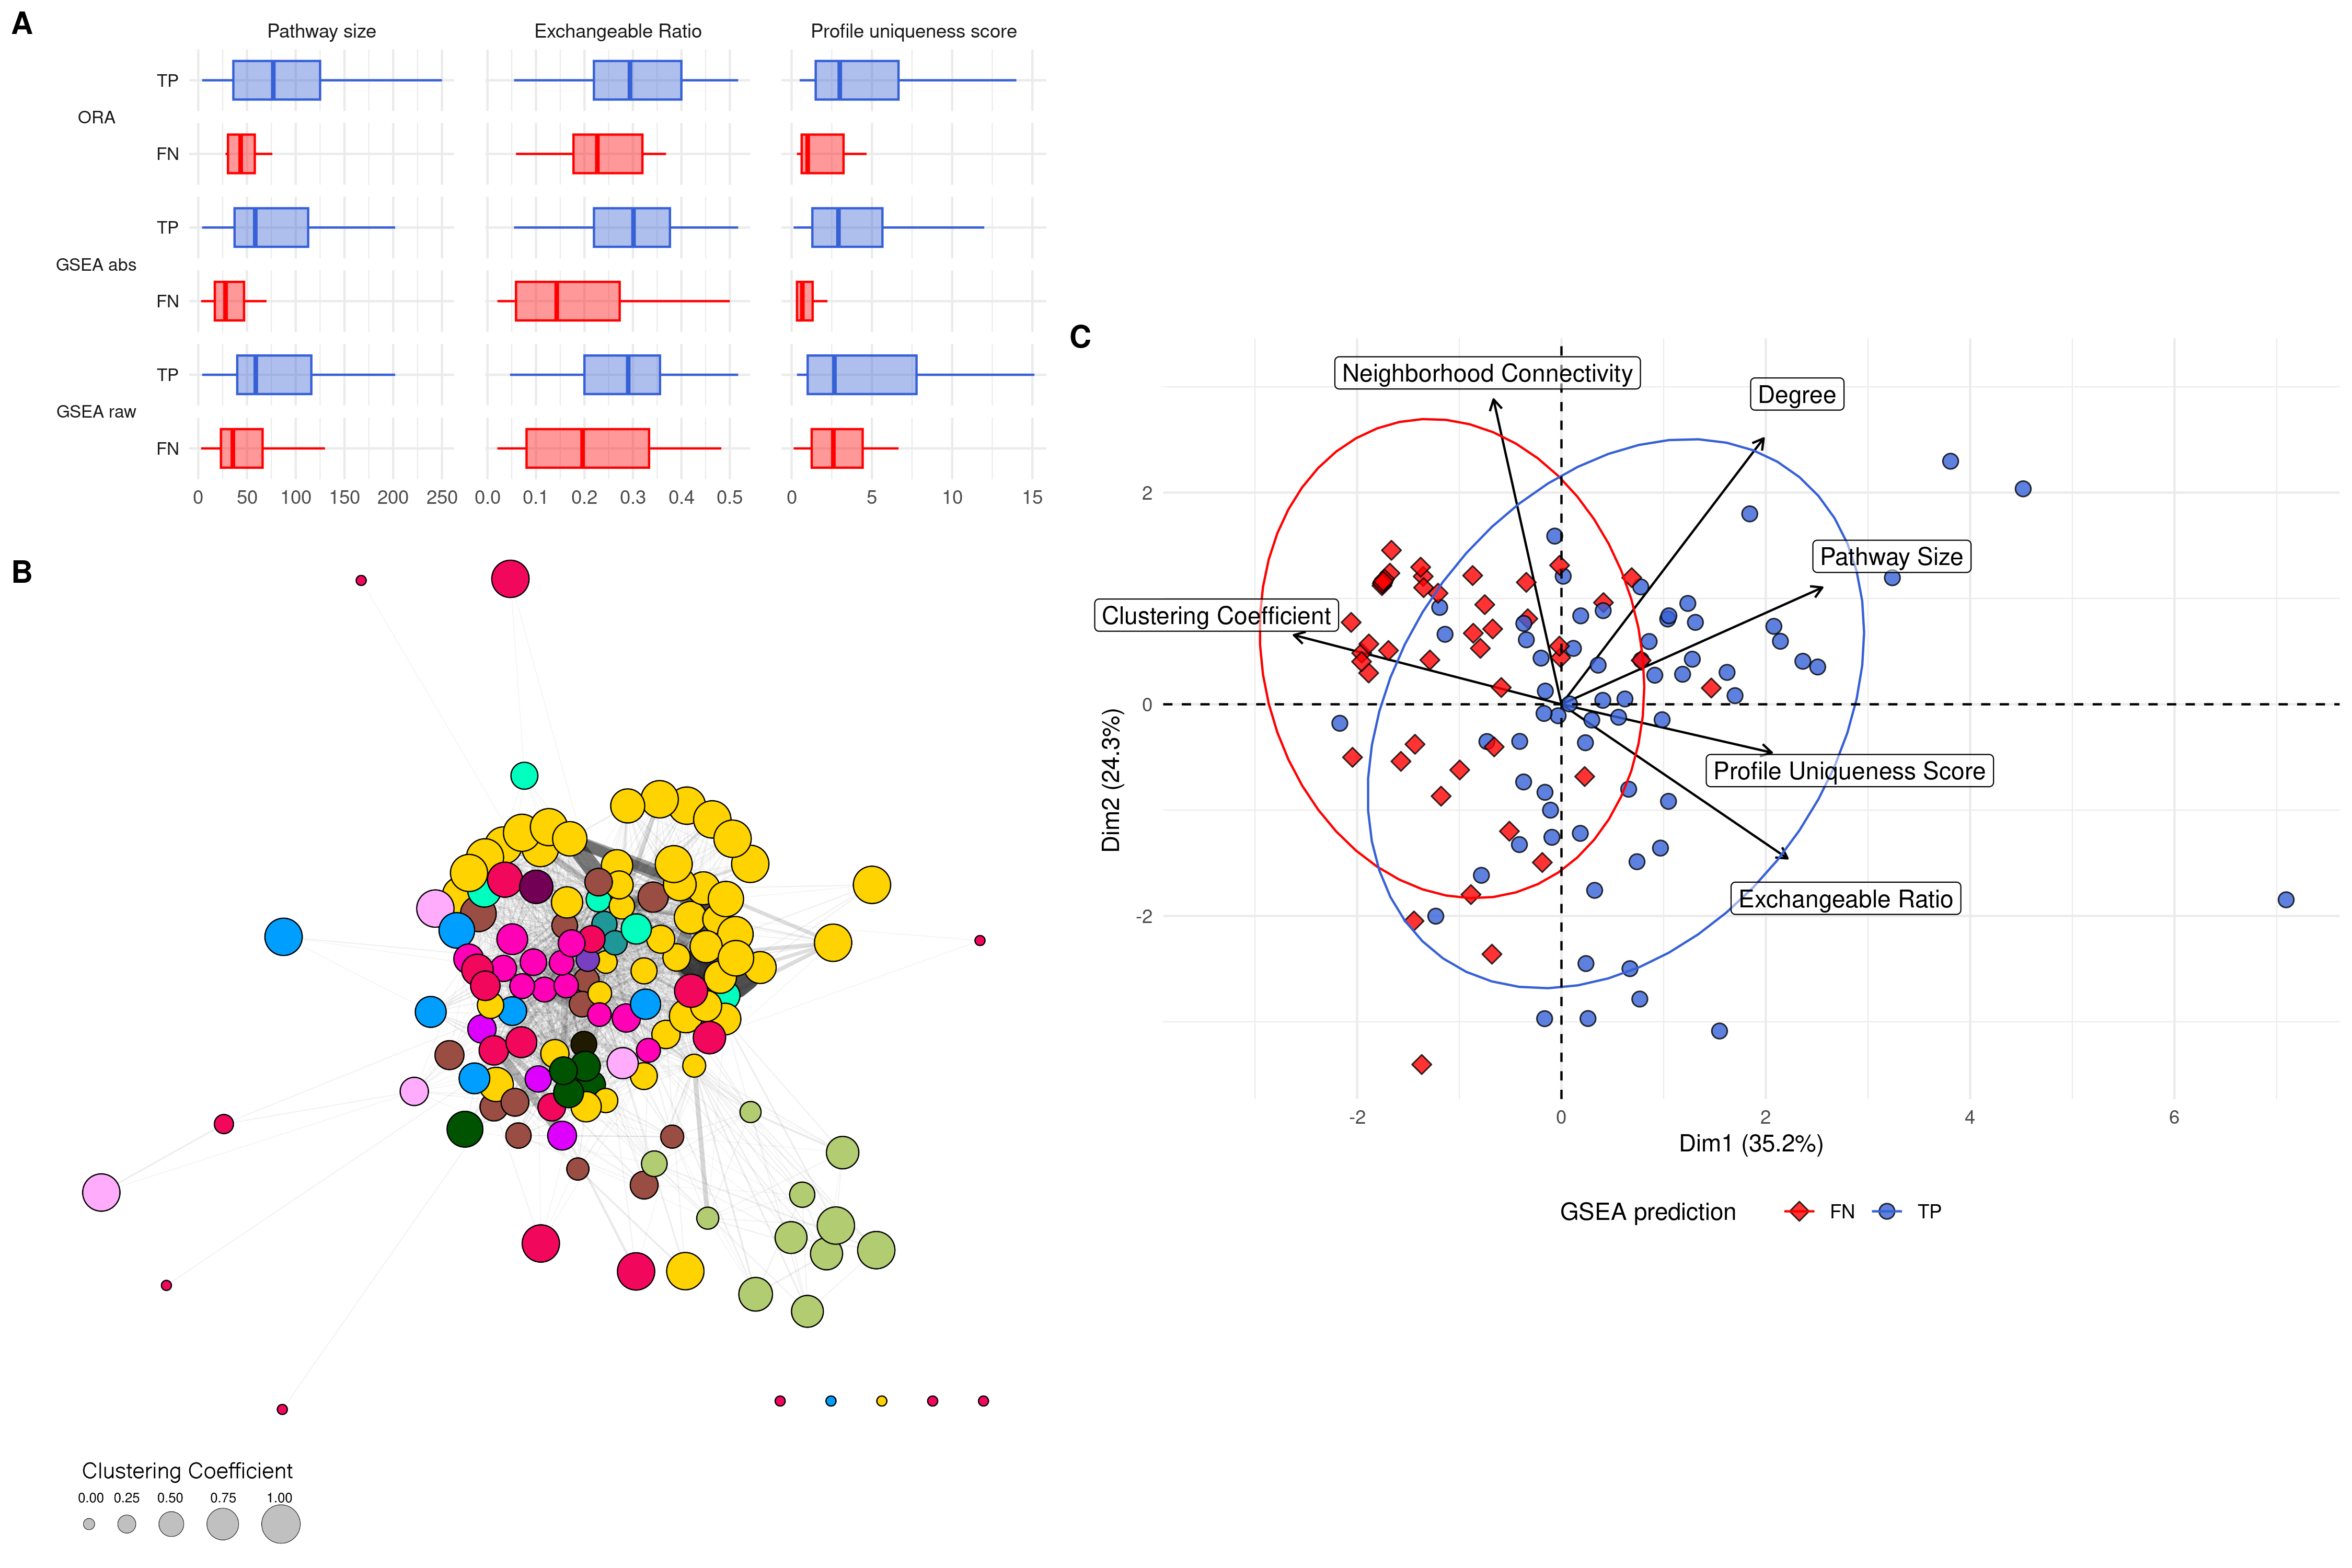 A
Pathway size Exchangeable Ratio Profile uniqueness score
TP
ORA
FN
TP
GSEA abs
FN
TP
GSEA raw
FN
0 50 100 150 200 250 0.0 0.1 0.2 0.3 0.4 0.5 0 5 10 15
B
Clustering Coefficient
0.00 0.25 0.50 0.75 1.00
C
Neighborhood Connectivity
Degree
Pathway Size
Clustering Coefficient
Profile Uniqueness Score
Exchangeable Ratio
2
0
-2
Dim2 (24.3%)
-2 0 2 4 6
Dim1 (35.2%)
GSEA prediction FN TP